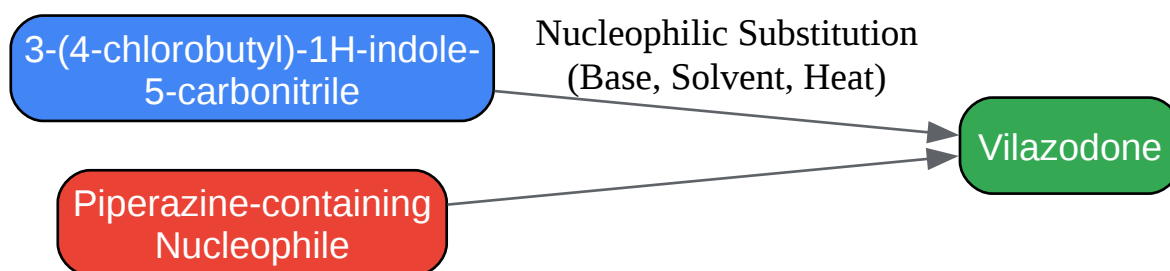 3-(4-chlorobutyl)-1H-indole-
5-carbonitrile
Nucleophilic Substitution
(Base, Solvent, Heat)
Vilazodone
Piperazine-containing
Nucleophile